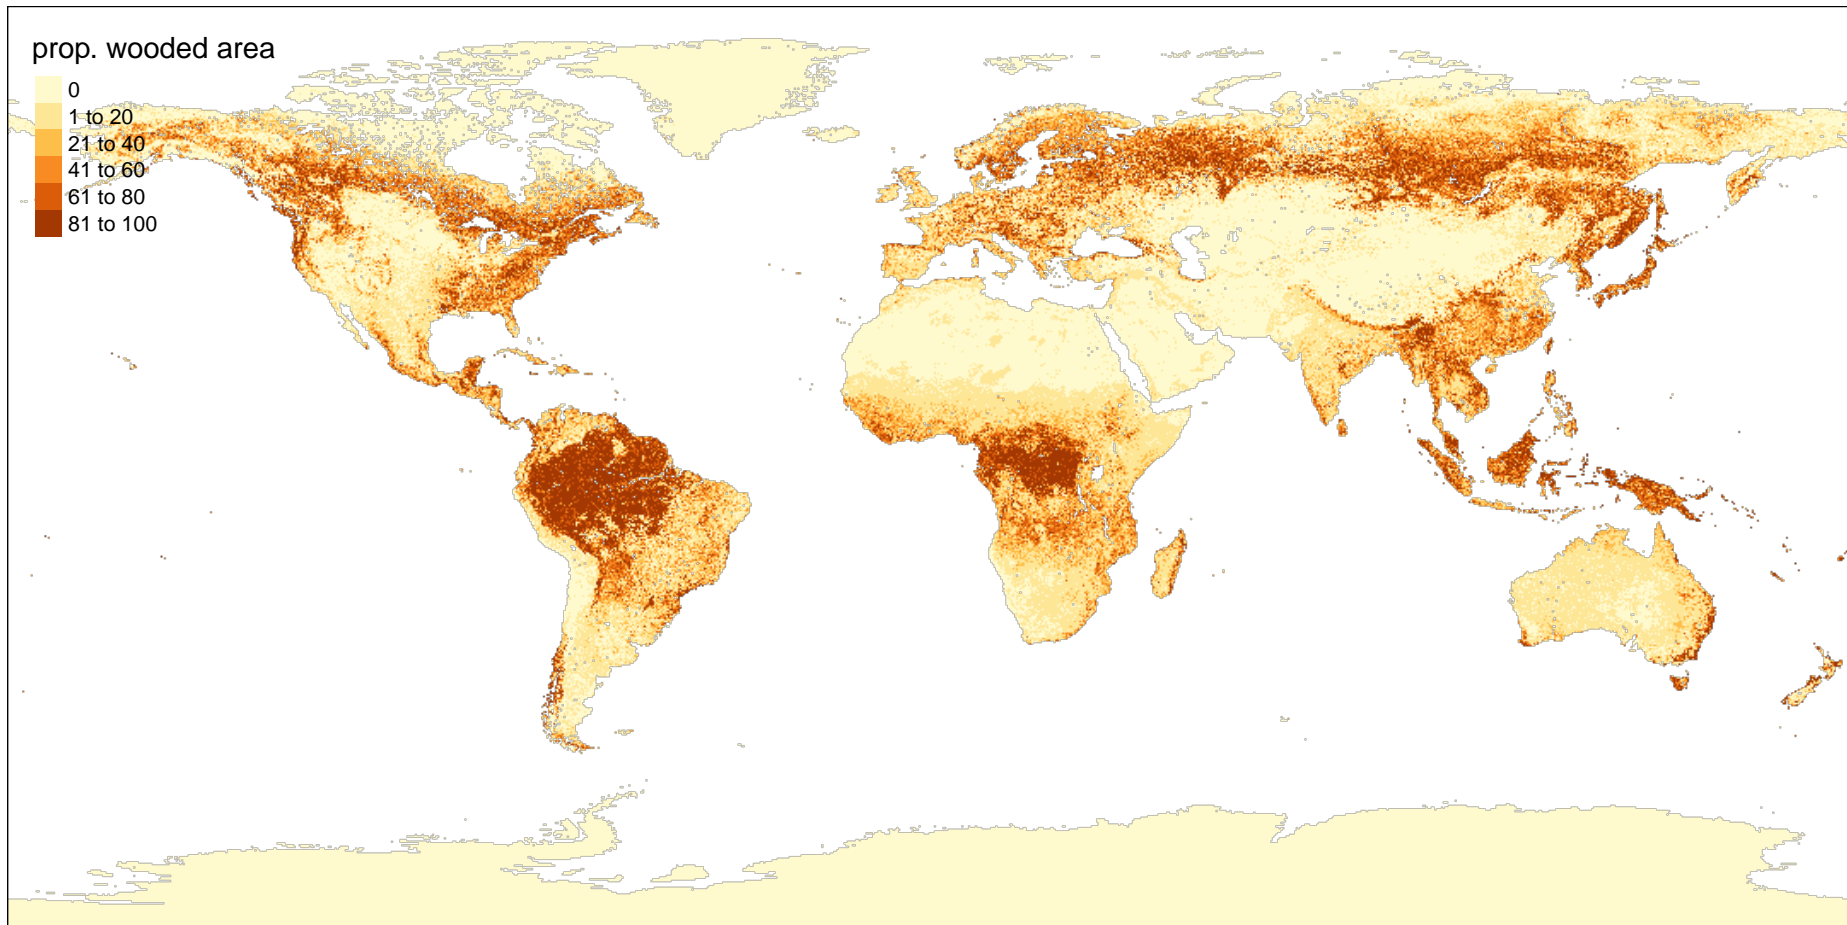 prop. wooded area
0
1 to 20
21 to 40
41 to 60
61 to 80
81 to 100